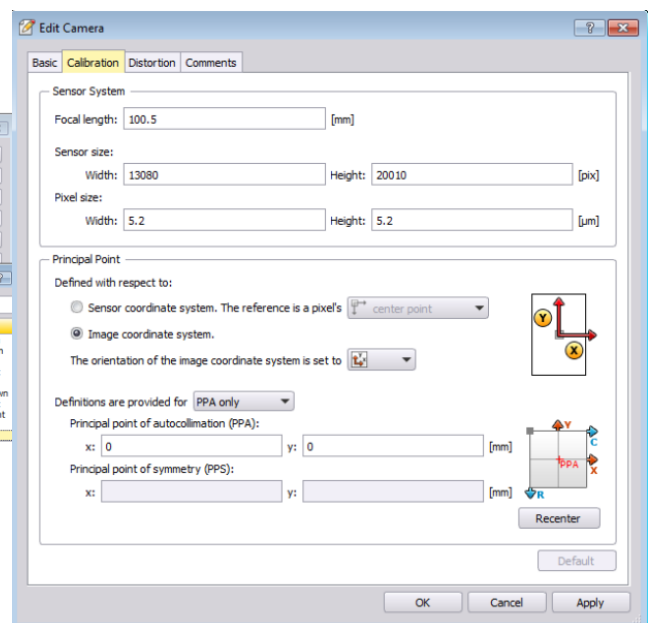 Edit Camera
Basic Calibration Distortion Comments
Sensor System
Focal length: 100.5 [mm]
Sensor size:
Width: 13080 Height: 20010 [pix]
Pixel size:
Width: 5.2 Height: 5.2 [µm]
Principal Point
Defined with respect to:
Sensor coordinate system. The reference is a pixel's center point
Image coordinate system.
The orientation of the image coordinate system is set to
Y
X
Definitions are provided for PPA only
Principal point of autocollimation (PPA):
x: 0 y: 0 [mm]
Principal point of symmetry (PPS):
x: y: [mm]
Y
C
PPA X
R
Recenter
Default
OK Cancel Apply